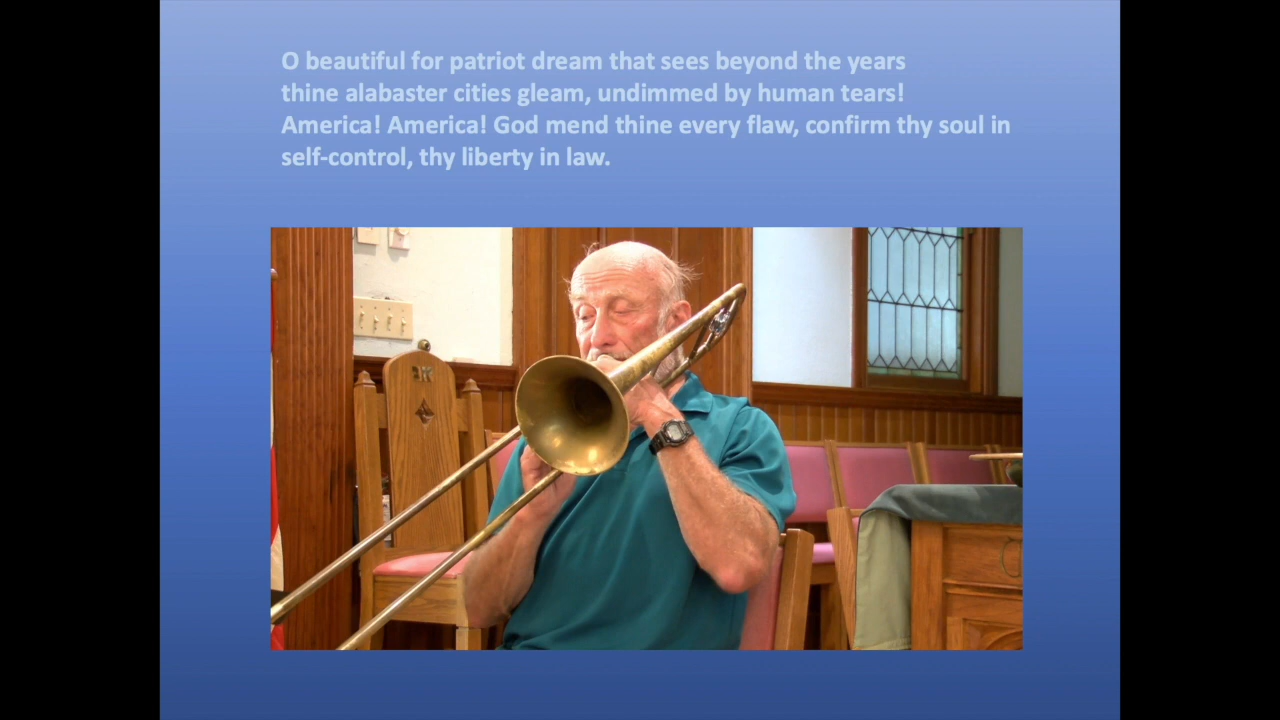 O beautiful for patriot dream that sees beyond the years
thine alabaster cities gleam, undimmed by human tears!
America! America! God mend thine every flaw, confirm thy soul in
self-control, thy liberty in law.